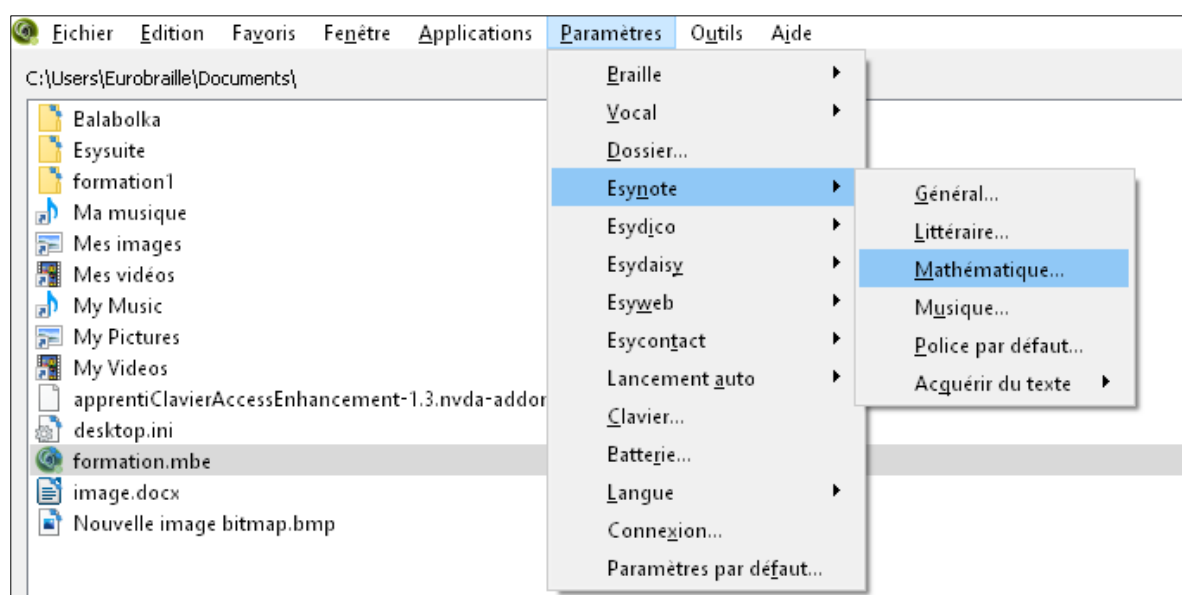 Fichier Edition Favoris Fenêtre Applications Paramètres Outils Aide
C:\Users\Eurobraille\Documents\
Balabolka
Esysuite
formation1
Ma musique
Mes images
Mes vidéos
My Music
My Pictures
My Videos
apprentiClavierAccessEnhancement-1.3.nvda-addor
desktop.ini
formation.mbe
image.docx
Nouvelle image bitmap.bmp
Braille
Vocal
Dossier...
Esynote
Esydico
Esydaisy
Esyweb
Esycontact
Lancement auto
Clavier...
Batterie...
Langue
Connexion...
Paramètres par défaut...
Général...
Littéraire...
Mathématique...
Musique...
Police par défaut...
Acquérir du texte